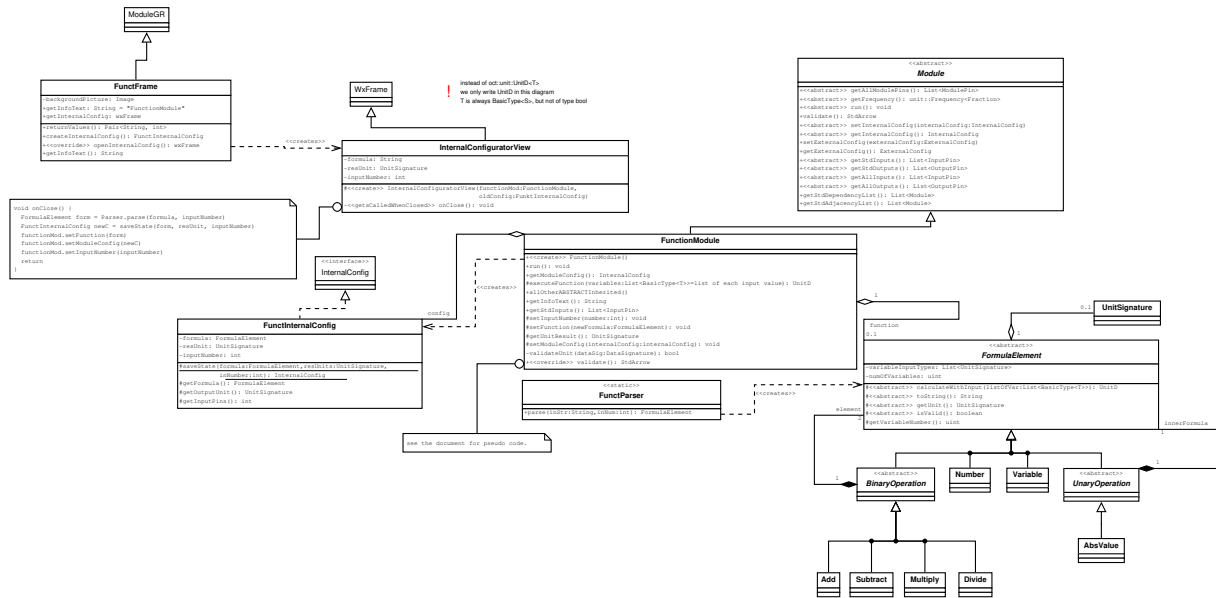 ModuleGR
FunctFrame
-backgroundPicture: Image
+getInfoText: String = "FunctionModule"
+getInternalConfig: wxFrame
+returnValues(): Pair<String, int>
+createInternalConfig(): FunctInternalConfig
+<<override>> openInternalConfig(): wxFrame
+getInfoText(): String
<<creates>>
WxFrame
!
instead of oct::unit::UnitD<T>
we only write UnitD in this diagram
T is always BasicType<S>, but not of type bool
InternalConfiguratorView
-formula: String
-resUnit: UnitSignature
-inputNumber: int
#<<create>> InternalConfiguratorView(functionMod:FunctionModule,
oldConfig:FunktInternalConfig)
-<<getsCalledWhenClosed>> onClose(): void
void onClose() {
FormulaElement form = Parser.parse(formula, inputNumber)
FunctInternalConfig newC = saveState(form, resUnit, inputNumber)
functionMod.setFunction(form)
functionMod.setModuleConfig(newC)
functionMod.setInputNumber(inputNumber)
return
}
<<abstract>>
Module
+<<abstract>> getAllModulePins(): List<ModulePin>
+<<abstract>> getFrequency(): unit::Frequency<Fraction>
+<<abstract>> run(): void
+validate(): StdArrow
+<<abstract>> setInternalConfig(internalConfig:InternalConfig)
+<<abstract>> getInternalConfig(): InternalConfig
+setExternalConfig(externalConfig:ExternalConfig)
+getExternalConfig(): ExternalConfig
+<<abstract>> getStdInputs(): List<InputPin>
+<<abstract>> getStdOutputs(): List<OutputPin>
+<<abstract>> getAllInputs(): List<InputPin>
+<<abstract>> getAllOutputs(): List<OutputPin>
+getStdDependencyList(): List<Module>
+getStdAdjacencyList(): List<Module>
<<interface>>
InternalConfig
config
<<creates>>
FunctionModule
+<<create>> FunctionModule()
+run(): void
+getModuleConfig(): InternalConfig
#executeFunction(variables:List<BasicType<T>>=list of each input value): UnitD
+allOtherABSTRACTInherited()
+getInfoText(): String
+getStdInputs(): List<InputPin>
#setInputNumber(number:int): void
#setFunction(newFormula:FormulaElement): void
#getUnitResult(): UnitSignature
#setModuleConfig(internalConfig:internalConfig): void
-validateUnit(dataSig:DataSignature): bool
+<<override>> validate(): StdArrow
1
function
0.1
FunctInternalConfig
-formula: FormulaElement
-resUnit: UnitSignature
-inputNumber: int
#saveState(formula:FormulaElement,resUnits:UnitSignature,
inNumber:int): InternalConfig
#getFormula(): FormulaElement
#getOutputUnit(): UnitSignature
#getInputPins(): int
<<static>>
FunctParser
+parse(inStr:String,inNum:int): FormulaElement
<<creates>>
see the document for pseudo code.
0.1
UnitSignature
1
<<abstract>>
FormulaElement
-variableInputTypes: List<UnitSignature>
-numOfVariables: uint
#<<abstract>> calculateWithInput(listOfVar:List<BasicType<T>>): UnitD
#<<abstract>> toString(): String
#<<abstract>> getUnit(): UnitSignature
#<<abstract>> isValid(): boolean
#getVariableNumber(): uint
element
innerFormula
1
1
1
<<abstract>>
BinaryOperation
Number
Variable
<<abstract>>
UnaryOperation
1
AbsValue
Add
Subtract
Multiply
Divide